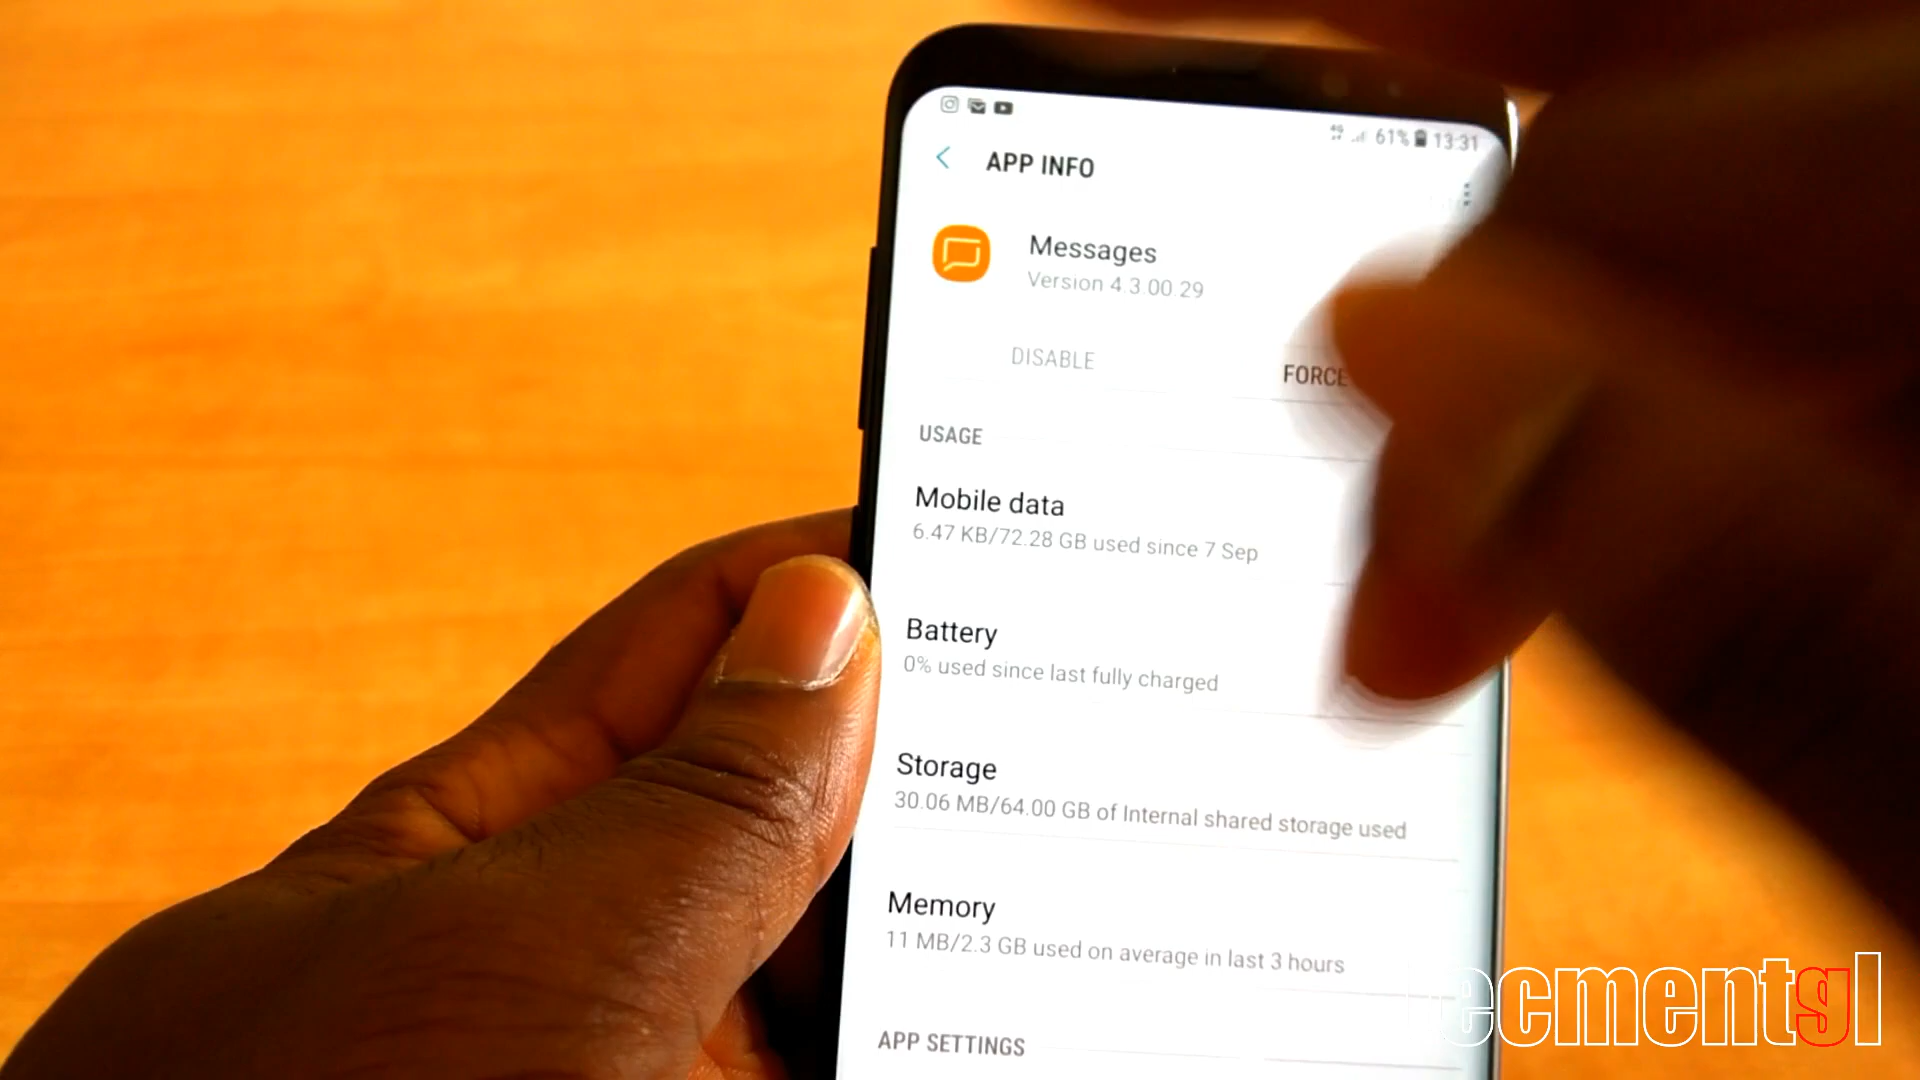 61% 13:31
APP INFO
Messages
Version 4.3.00.29
DISABLE
FORCE
USAGE
Mobile data
6.47 KB/72.28 GB used since 7 Sep
Battery
0% used since last fully charged
Storage
30.06 MB/64.00 GB of Internal shared storage used
Memory
11 MB/2.3 GB used on average in last 3 hours
APP SETTINGS
ecmentgl